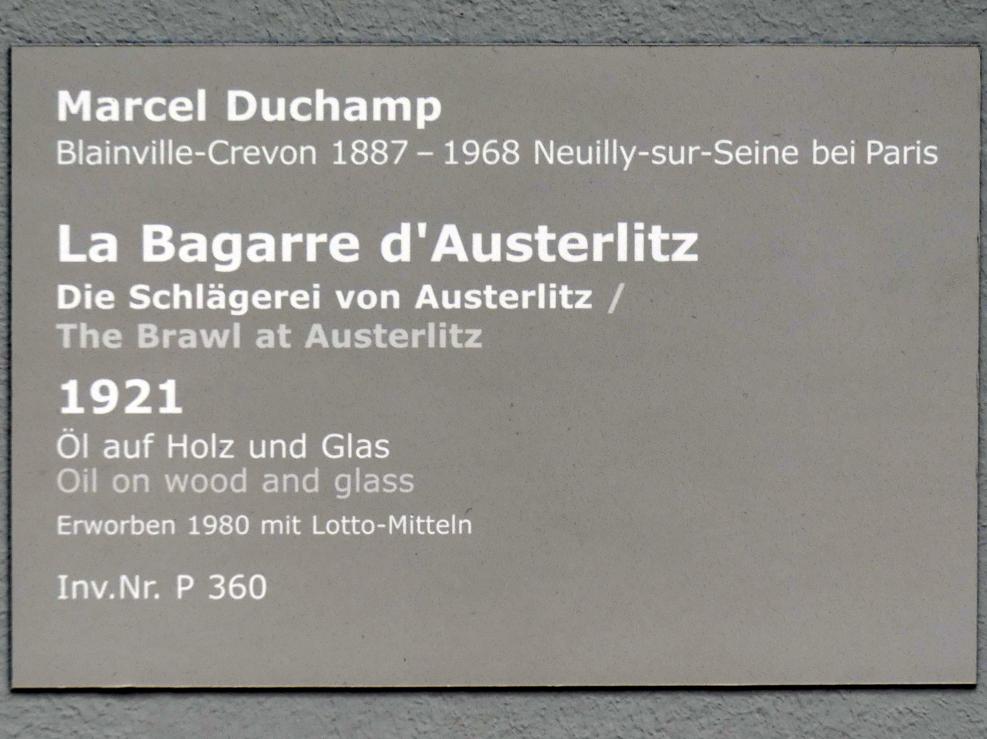 Marcel Duchamp
Blainville-Crevon 1887 – 1968 Neuilly-sur-Seine bei Paris
La Bagarre d'Austerlitz
Die Schlägerei von Austerlitz /
The Brawl at Austerlitz
1921
Öl auf Holz und Glas
Oil on wood and glass
Erworben 1980 mit Lotto-Mitteln
Inv.Nr. P 360